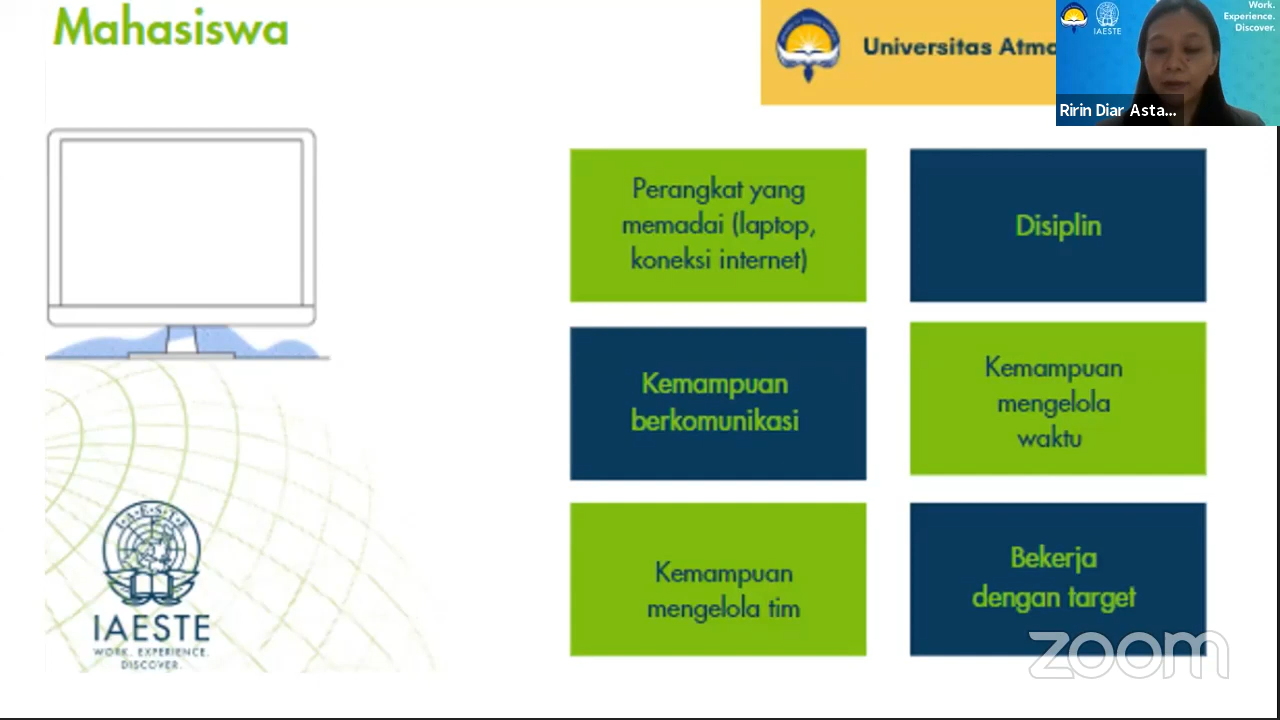 Mahasiswa
Universitas Atma
Work.
Experience.
Discover.
IAESTE
Ririn Diar Asta...
Perangkat yang
memadai (laptop,
koneksi internet)
Disiplin
Kemampuan
berkomunikasi
Kemampuan
mengelola
waktu
Kemampuan
mengelola tim
Bekerja
dengan target
I·A·E·S·T·E
IAESTE
WORK. EXPERIENCE.
DISCOVER.
zoom